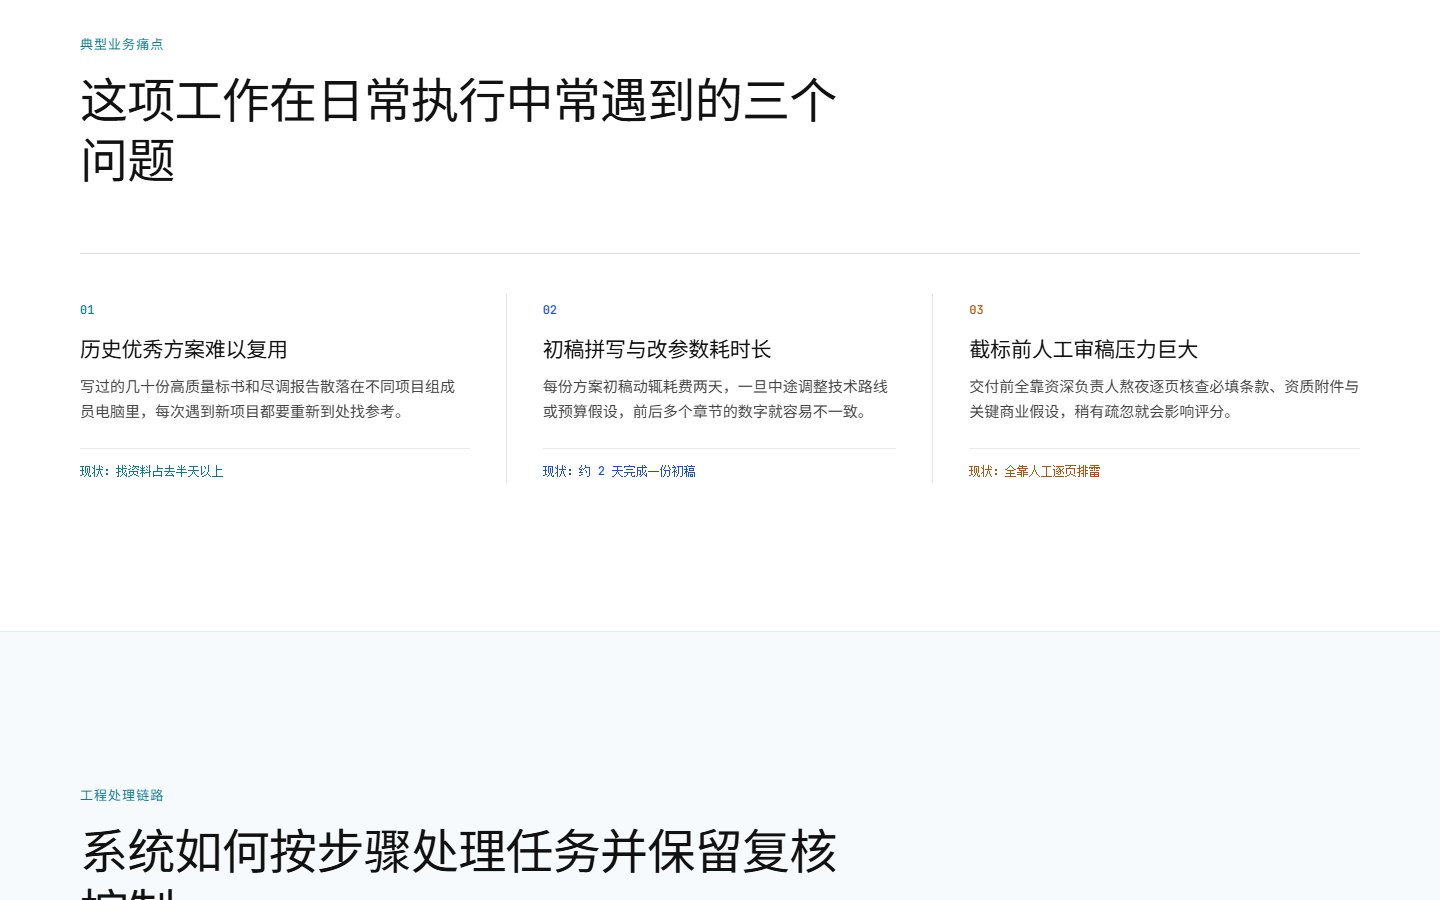 典型业务痛点
这项工作在日常执行中常遇到的三个
问题
01
历史优秀方案难以复用
写过的几十份高质量标书和尽调报告散落在不同项目组成
员电脑里，每次遇到新项目都要重新到处找参考。
现状：找资料占去半天以上
02
初稿拼写与改参数耗时长
每份方案初稿动辄耗费两天，一旦中途调整技术路线
或预算假设，前后多个章节的数字就容易不一致。
现状：约 2 天完成一份初稿
03
截标前人工审稿压力巨大
交付前全靠资深负责人熬夜逐页核查必填条款、资质附件与
关键商业假设，稍有疏忽就会影响评分。
现状：全靠人工逐页排雷
工程处理链路
系统如何按步骤处理任务并保留复核
控制